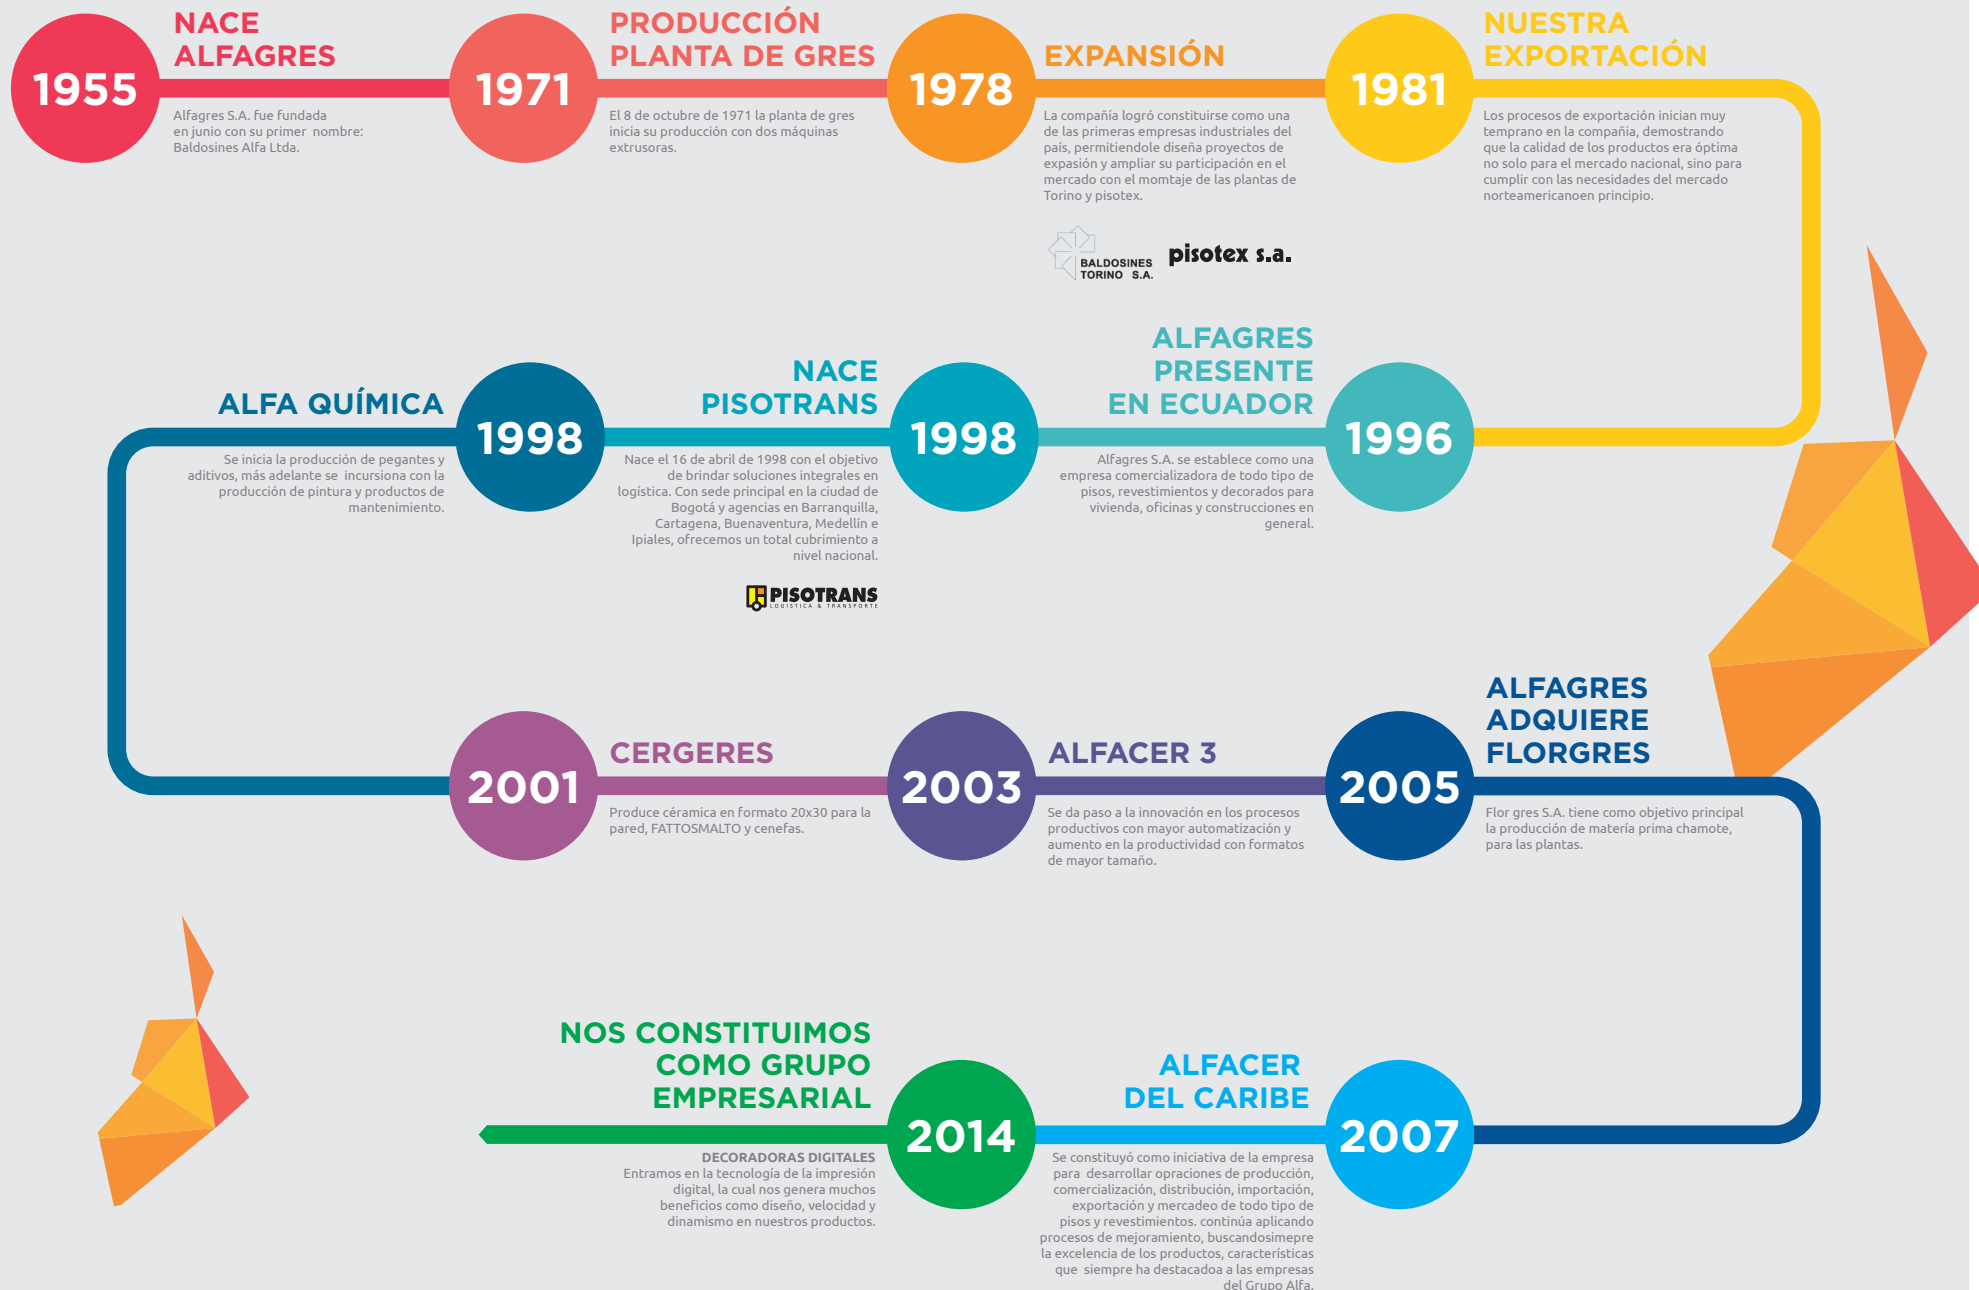 1955
NACE
ALFAGRES
Alfagres S.A. fue fundada
en junio con su primer nombre:
Baldosines Alfa Ltda.
1971
PRODUCCIÓN
PLANTA DE GRES
El 8 de octubre de 1971 la planta de gres
inicia su producción con dos máquinas
extrusoras.
1978
EXPANSIÓN
La compañía logró constituirse como una
de las primeras empresas industriales del
país, permitiendole diseña proyectos de
expasión y ampliar su participación en el
mercado con el momtaje de las plantas de
Torino y pisotex.
BALDOSINES
TORINO S.A.
pisotex s.a.
1981
NUESTRA
EXPORTACIÓN
Los procesos de exportación inician muy
temprano en la compañia, demostrando
que la calidad de los productos era óptima
no solo para el mercado nacional, sino para
cumplir con las necesidades del mercado
norteamericanoen principio.
1996
ALFAGRES
PRESENTE
EN ECUADOR
Alfagres S.A. se establece como una
empresa comercializadora de todo tipo de
pisos, revestimientos y decorados para
vivienda, oficinas y construcciones en
general.
1998
NACE
PISOTRANS
Nace el 16 de abril de 1998 con el objetivo
de brindar soluciones integrales en
logística. Con sede principal en la ciudad de
Bogotá y agencias en Barranquilla,
Cartagena, Buenaventura, Medellín e
Ipiales, ofrecemos un total cubrimiento a
nivel nacional.
PISOTRANS
LOGISTICA & TRANSPORTE
1998
ALFA QUÍMICA
Se inicia la producción de pegantes y
aditivos, más adelante se incursiona con la
producción de pintura y productos de
mantenimiento.
2001
CERGERES
Produce céramica en formato 20x30 para la
pared, FATTOSMALTO y cenefas.
2003
ALFACER 3
Se da paso a la innovación en los procesos
productivos con mayor automatización y
aumento en la productividad con formatos
de mayor tamaño.
2005
ALFAGRES
ADQUIERE
FLORGRES
Flor gres S.A. tiene como objetivo principal
la producción de matería prima chamote,
para las plantas.
2007
ALFACER
DEL CARIBE
Se constituyó como iniciativa de la empresa
para desarrollar opraciones de producción,
comercialización, distribución, importación,
exportación y mercadeo de todo tipo de
pisos y revestimientos. continúa aplicando
procesos de mejoramiento, buscandosimepre
la excelencia de los productos, características
que siempre ha destacadoa a las empresas
del Grupo Alfa.
2014
NOS CONSTITUIMOS
COMO GRUPO
EMPRESARIAL
DECORADORAS DIGITALES
Entramos en la tecnología de la impresión
digital, la cual nos genera muchos
beneficios como diseño, velocidad y
dinamismo en nuestros productos.